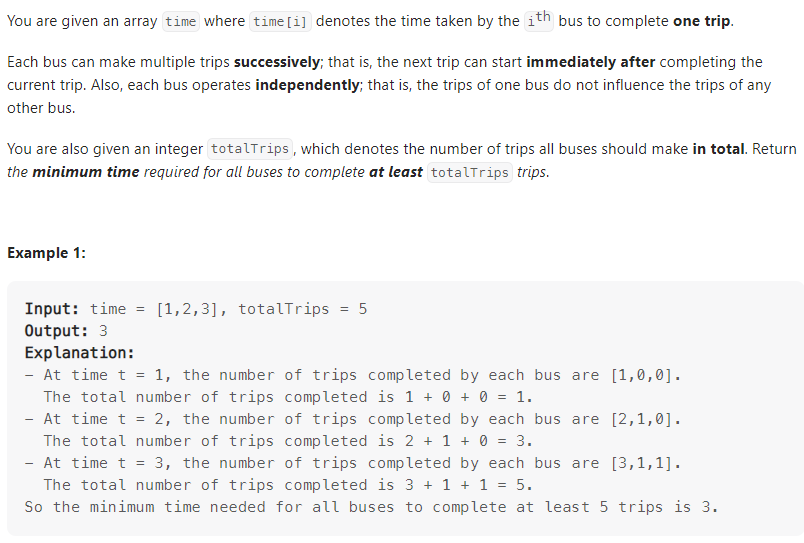 You are given an array time where time[i] denotes the time taken by the ith bus to complete one trip.
Each bus can make multiple trips successively; that is, the next trip can start immediately after completing the
current trip. Also, each bus operates independently; that is, the trips of one bus do not influence the trips of any
other bus.
You are also given an integer totalTrips, which denotes the number of trips all buses should make in total. Return
the minimum time required for all buses to complete at least totalTrips trips.
Example 1:
Input: time = [1,2,3], totalTrips = 5
Output: 3
Explanation:
- At time t = 1, the number of trips completed by each bus are [1,0,0].
The total number of trips completed is 1 + 0 + 0 = 1.
- At time t = 2, the number of trips completed by each bus are [2,1,0].
The total number of trips completed is 2 + 1 + 0 = 3.
- At time t = 3, the number of trips completed by each bus are [3,1,1].
The total number of trips completed is 3 + 1 + 1 = 5.
So the minimum time needed for all buses to complete at least 5 trips is 3.